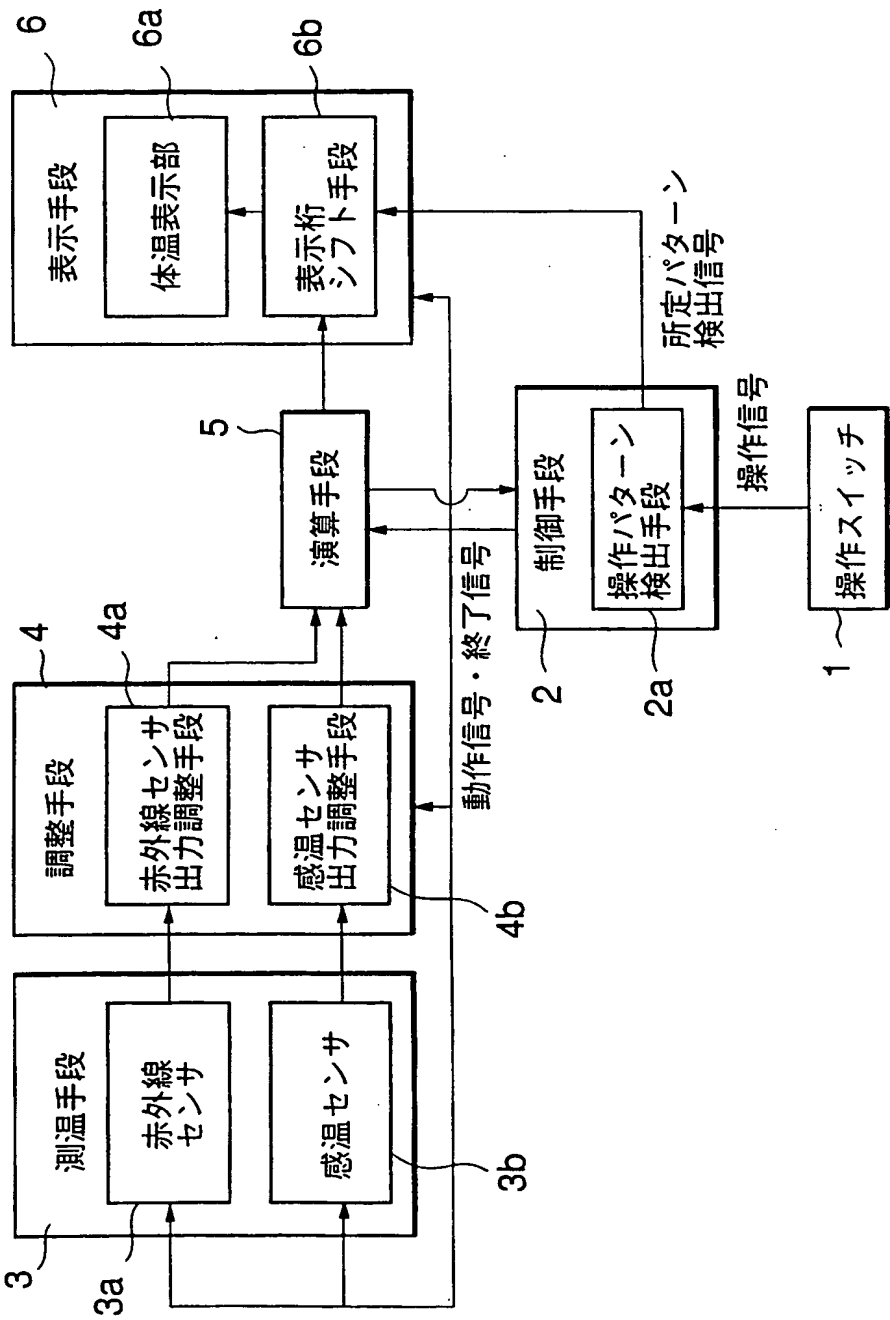 3
測温手段
3a
赤外線
センサ
感温センサ
3b
4
調整手段
4a
赤外線センサ
出力調整手段
感温センサ
出力調整手段
4b
5
演算手段
6
表示手段
6a
体温表示部
6b
表示桁
シフト手段
動作信号・終了信号
2
制御手段
2a
操作パターン
検出手段
所定パターン
検出信号
操作信号
1
操作スイッチ